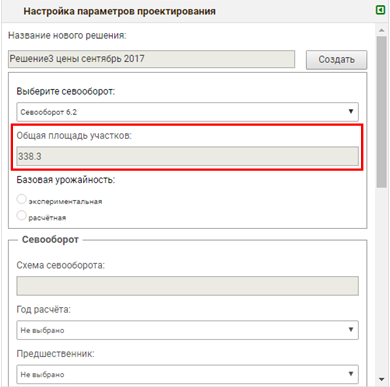 Настройка параметров проектирования
Название нового решения:
Решение3 цены сентябрь 2017
Создать
Выберите севооборот:
Севооборот 6.2
Общая площадь участков:
338.3
Базовая урожайность:
экспериментальная
расчётная
Севооборот
Схема севооборота:
Год расчёта:
Не выбрано
Предшественник:
Не выбрано